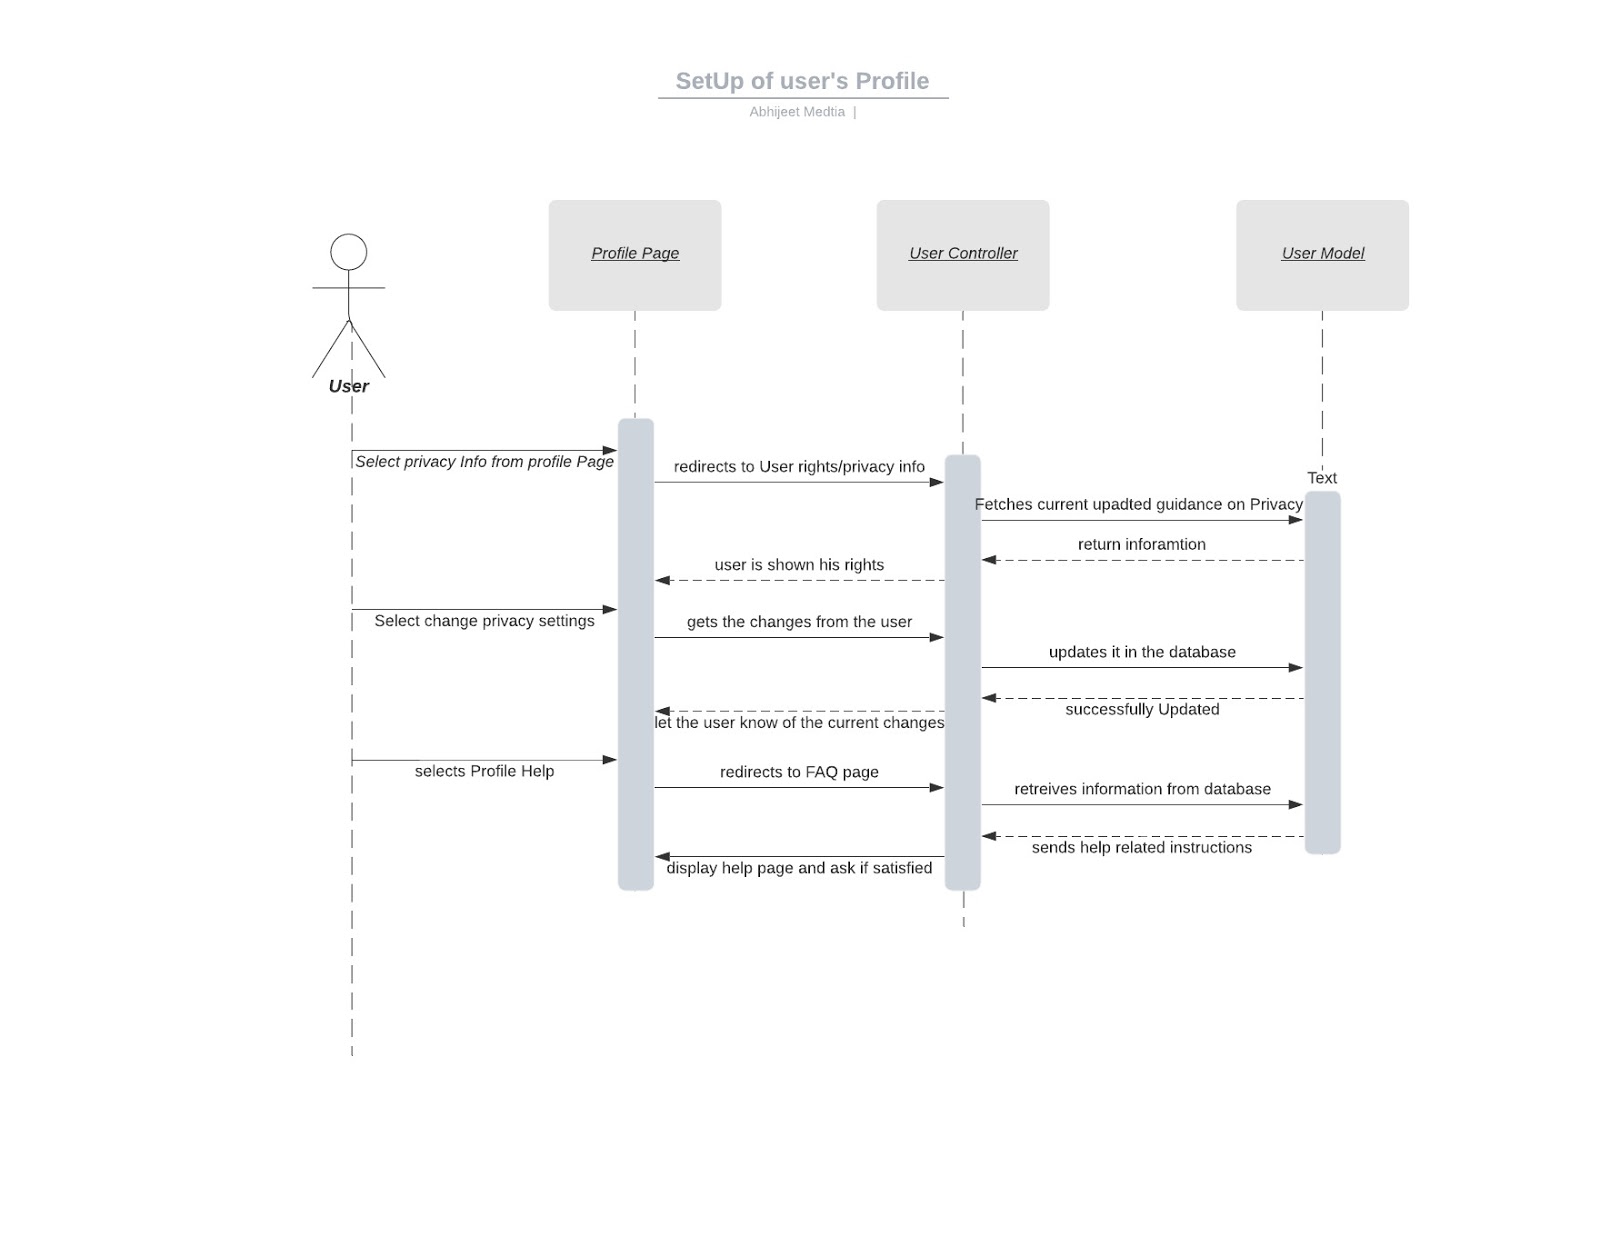 SetUp of user's Profile
Abhijeet Medtia |
Profile Page
User Controller
User Model
User
Select privacy Info from profile Page
redirects to User rights/privacy info
Text
Fetches current upadted guidance on Privacy
return inforamtion
user is shown his rights
Select change privacy settings
gets the changes from the user
updates it in the database
successfully Updated
let the user know of the current changes
selects Profile Help
redirects to FAQ page
retreives information from database
sends help related instructions
display help page and ask if satisfied